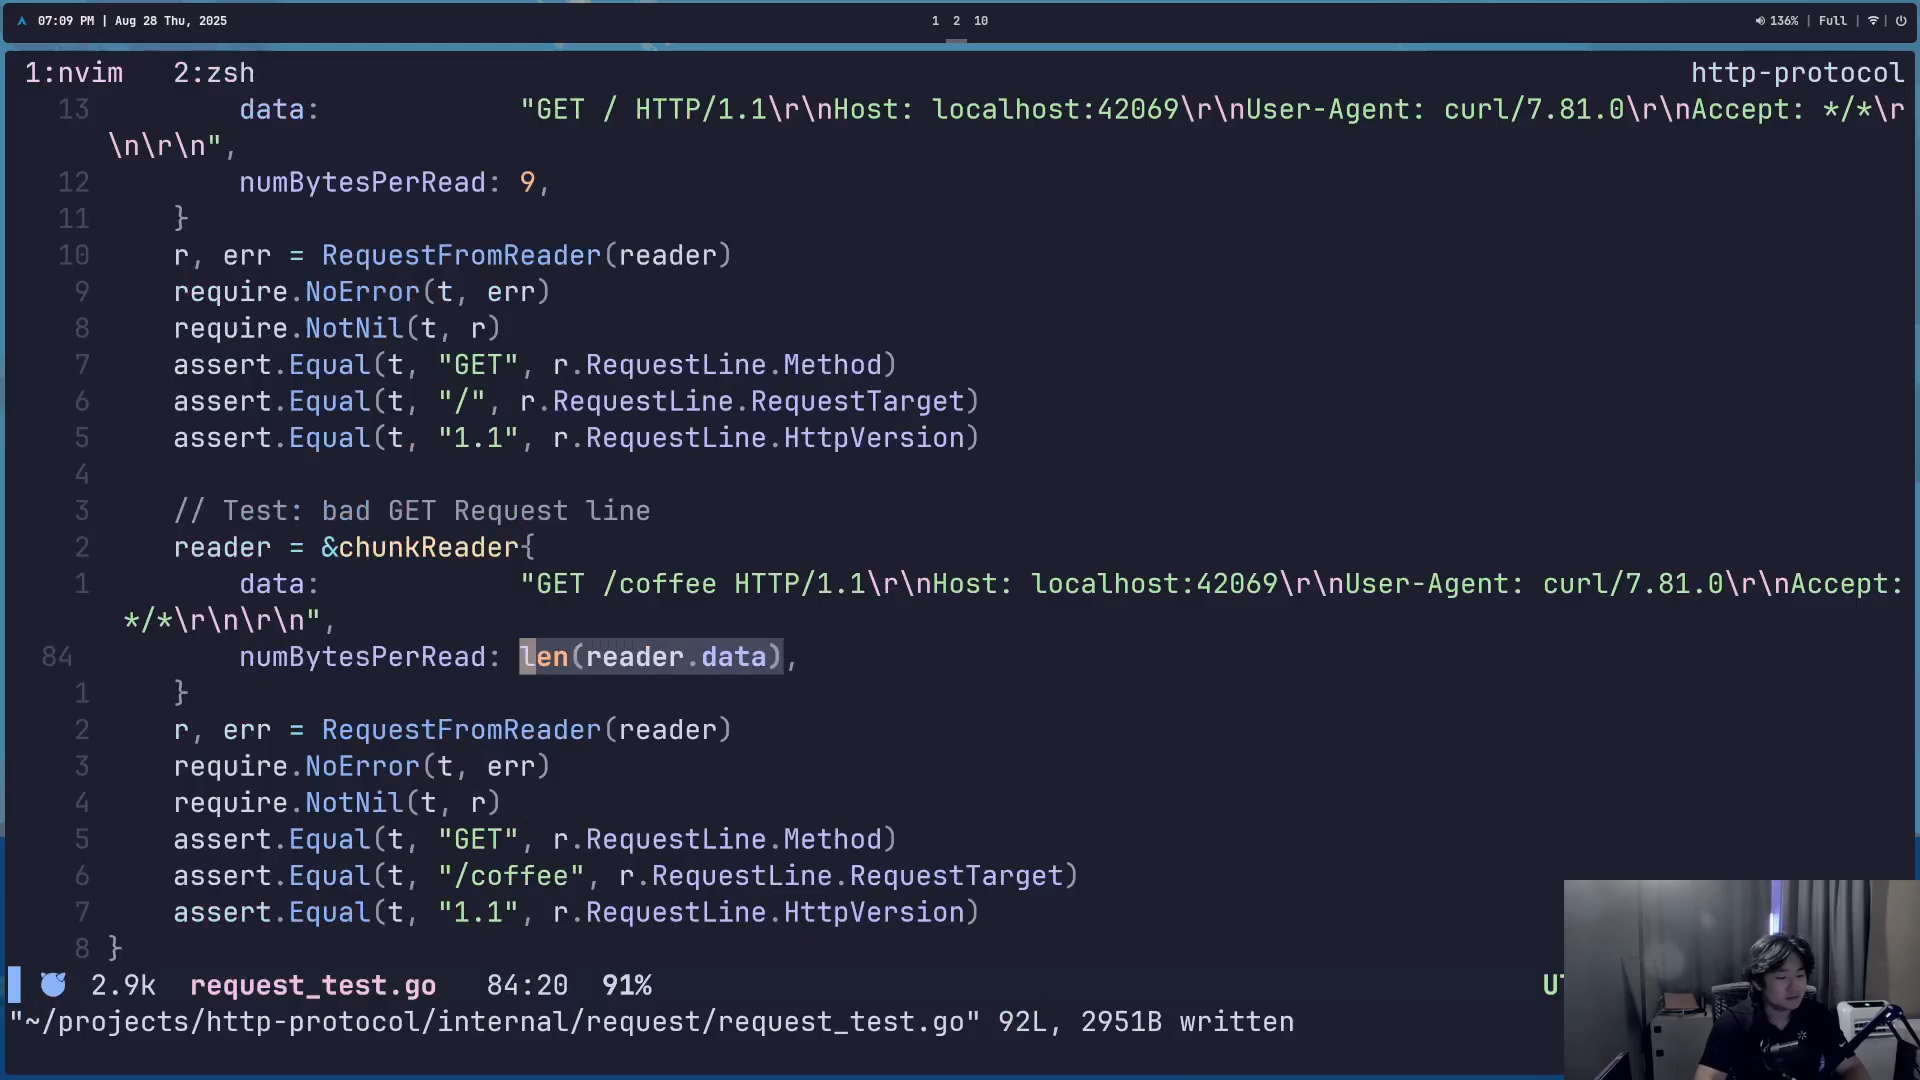 07:09 PM | Aug 28 Thu, 2025 1 2 10 136% | Full |
1:nvim 2:zsh http-protocol
13 data: "GET / HTTP/1.1\r\nHost: localhost:42069\r\nUser-Agent: curl/7.81.0\r\nAccept: */*\r
\n\r\n",
12 numBytesPerRead: 9,
11 }
10 r, err = RequestFromReader(reader)
9 require.NoError(t, err)
8 require.NotNil(t, r)
7 assert.Equal(t, "GET", r.RequestLine.Method)
6 assert.Equal(t, "/", r.RequestLine.RequestTarget)
5 assert.Equal(t, "1.1", r.RequestLine.HttpVersion)
4
3 // Test: bad GET Request line
2 reader = &chunkReader{
1 data: "GET /coffee HTTP/1.1\r\nHost: localhost:42069\r\nUser-Agent: curl/7.81.0\r\nAccept:
*/*\r\n\r\n",
84 numBytesPerRead: len(reader.data),
1 }
2 r, err = RequestFromReader(reader)
3 require.NoError(t, err)
4 require.NotNil(t, r)
5 assert.Equal(t, "GET", r.RequestLine.Method)
6 assert.Equal(t, "/coffee", r.RequestLine.RequestTarget)
7 assert.Equal(t, "1.1", r.RequestLine.HttpVersion)
8 }
2.9k request_test.go 84:20 91%
"~/projects/http-protocol/internal/request/request_test.go" 92L, 2951B written